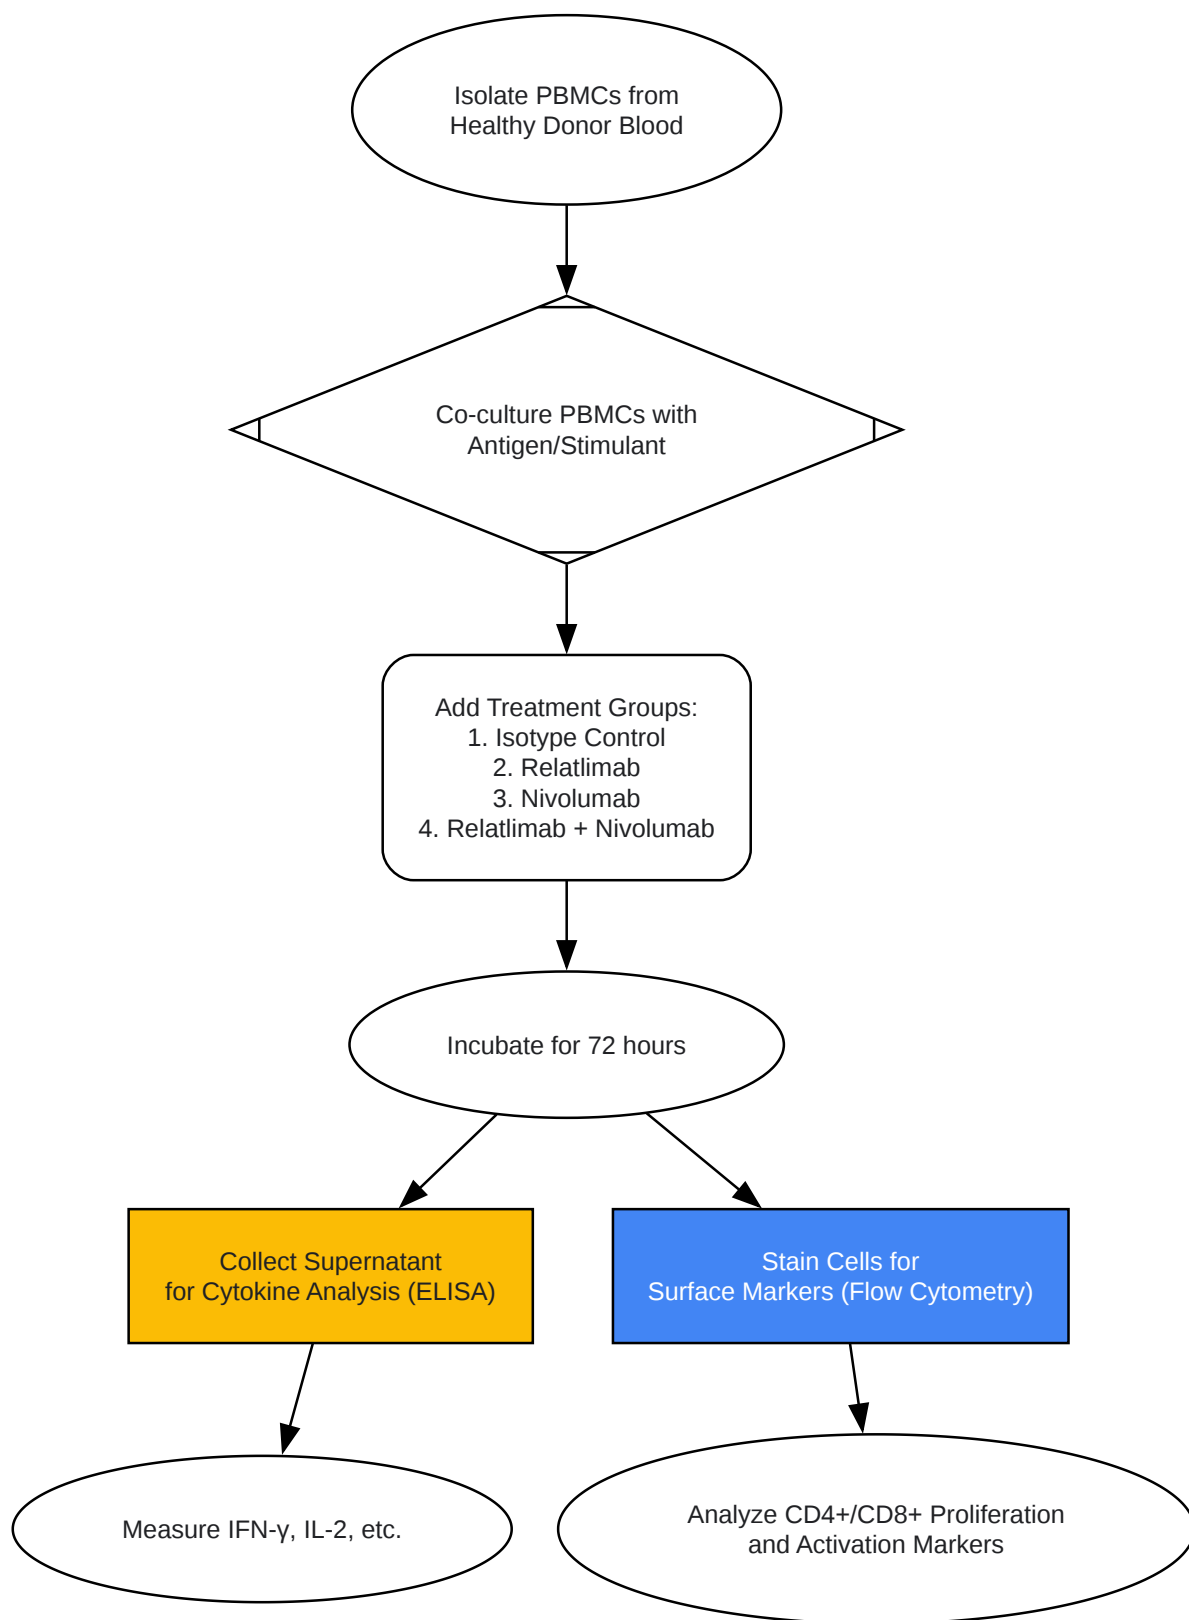 Isolate PBMCs from
Healthy Donor Blood
Co-culture PBMCs with
Antigen/Stimulant
Add Treatment Groups:
1. Isotype Control
2. Relatlimab
3. Nivolumab
4. Relatlimab + Nivolumab
Incubate for 72 hours
Collect Supernatant
for Cytokine Analysis (ELISA)
Stain Cells for
Surface Markers (Flow Cytometry)
Measure IFN-γ, IL-2, etc.
Analyze CD4+/CD8+ Proliferation
and Activation Markers